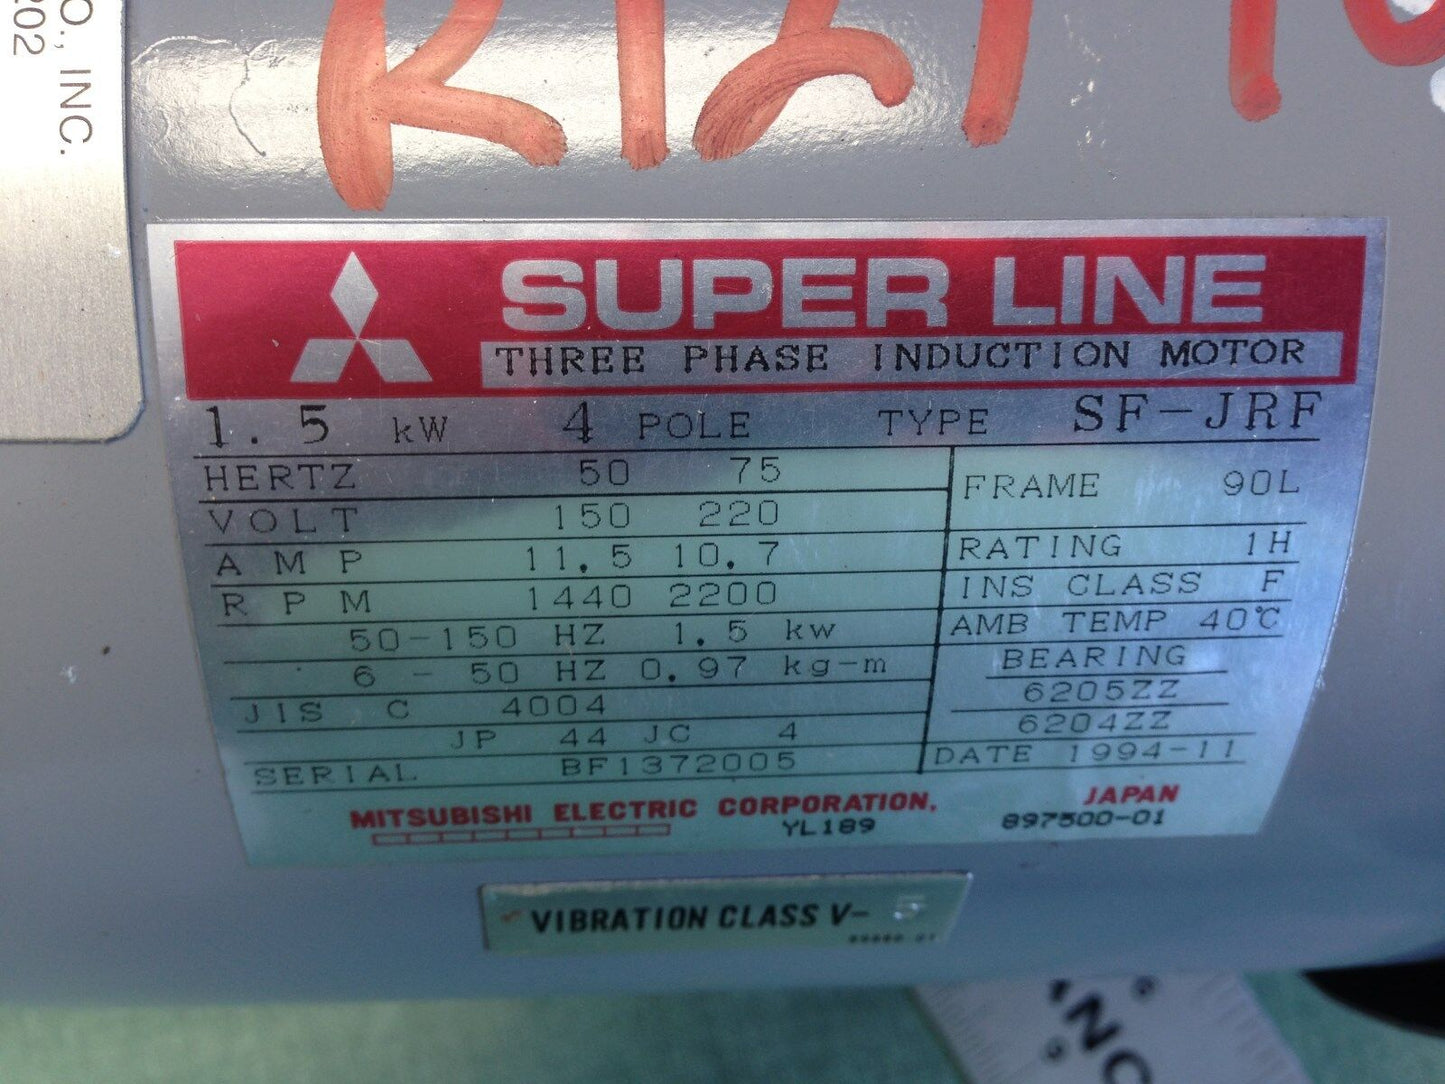 O., INC.
202
R12110
SUPER LINE
THREE PHASE INDUCTION MOTOR
1.5 kW 4 POLE TYPE SF-JRF
HERTZ 50 75
VOLT 150 220
AMP 11.5 10.7
RPM 1440 2200
50-150 HZ 1.5 kw
6 - 50 HZ 0.97 kg-m
JIS C 4004
JP 44 JC 4
SERIAL BF1372005
FRAME 90L
RATING 1H
INS CLASS F
AMB TEMP 40℃
BEARING
6205ZZ
6204ZZ
DATE 1994-11
MITSUBISHI ELECTRIC CORPORATION. JAPAN
YL189 897500-01
VIBRATION CLASS V- 5